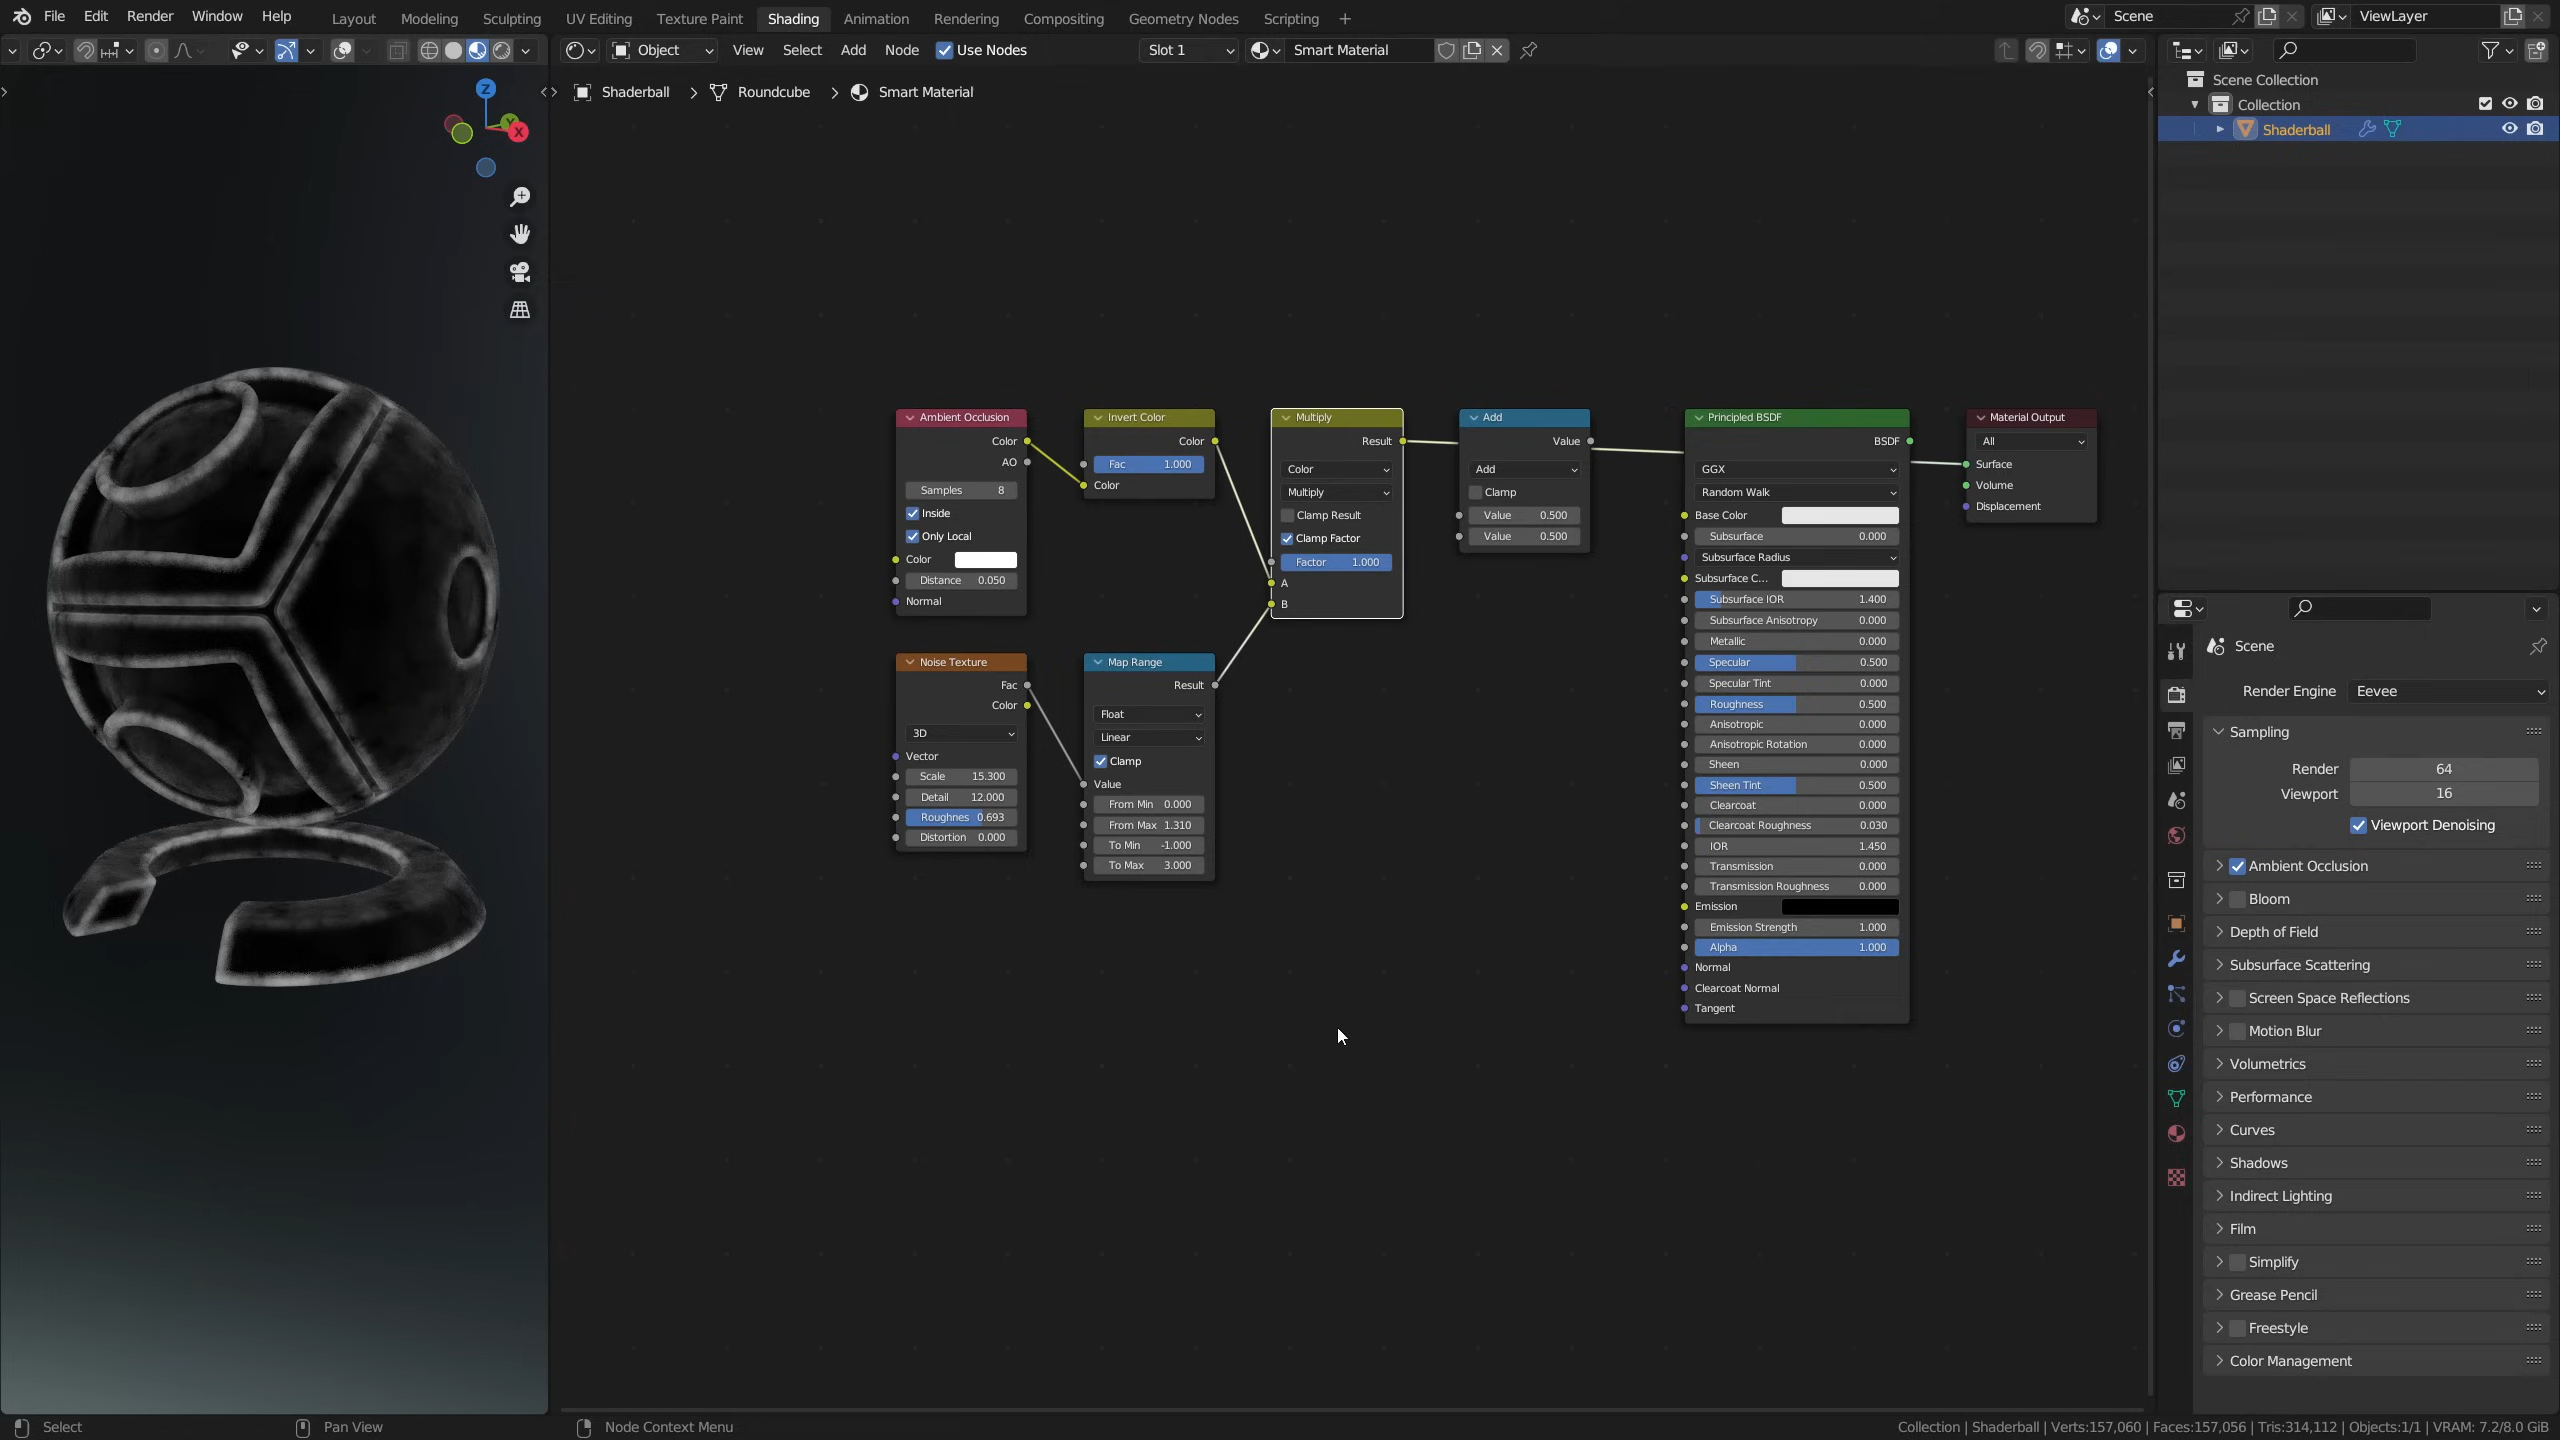 File Edit Render Window Help Layout Modeling Sculpting UV Editing Texture Paint Shading Animation Rendering Compositing Geometry Nodes Scripting + Scene ViewLayer
Object View Select Add Node Use Nodes Slot 1 Smart Material
Shaderball > Roundcube > Smart Material
Z
Y
X
Ambient Occlusion
Color
AO
Samples 8
Inside
Only Local
Color
Distance 0.050
Normal
Invert Color
Color
Fac 1.000
Color
Multiply
Result
Color
Multiply
Clamp Result
Clamp Factor
Factor 1.000
A
B
Add
Value
Add
Clamp
Value 0.500
Value 0.500
Principled BSDF
BSDF
GGX
Random Walk
Base Color
Subsurface 0.000
Subsurface Radius
Subsurface C...
Subsurface IOR 1.400
Subsurface Anisotropy 0.000
Metallic 0.000
Specular 0.500
Specular Tint 0.000
Roughness 0.500
Anisotropic 0.000
Anisotropic Rotation 0.000
Sheen 0.000
Sheen Tint 0.500
Clearcoat 0.000
Clearcoat Roughness 0.030
IOR 1.450
Transmission 0.000
Transmission Roughness 0.000
Emission
Emission Strength 1.000
Alpha 1.000
Normal
Clearcoat Normal
Tangent
Material Output
All
Surface
Volume
Displacement
Noise Texture
Fac
Color
3D
Vector
Scale 15.300
Detail 12.000
Roughnes 0.693
Distortion 0.000
Map Range
Result
Float
Linear
Clamp
Value
From Min 0.000
From Max 1.310
To Min -1.000
To Max 3.000
Scene Collection
Collection
Shaderball
Scene
Render Engine Eevee
Sampling
Render 64
Viewport 16
Viewport Denoising
Ambient Occlusion
Bloom
Depth of Field
Subsurface Scattering
Screen Space Reflections
Motion Blur
Volumetrics
Performance
Curves
Shadows
Indirect Lighting
Film
Simplify
Grease Pencil
Freestyle
Color Management
Select Pan View Node Context Menu Collection | Shaderball | Verts:157,060 | Faces:157,056 | Tris:314,112 | Objects:1/1 | VRAM: 7.2/8.0 GiB